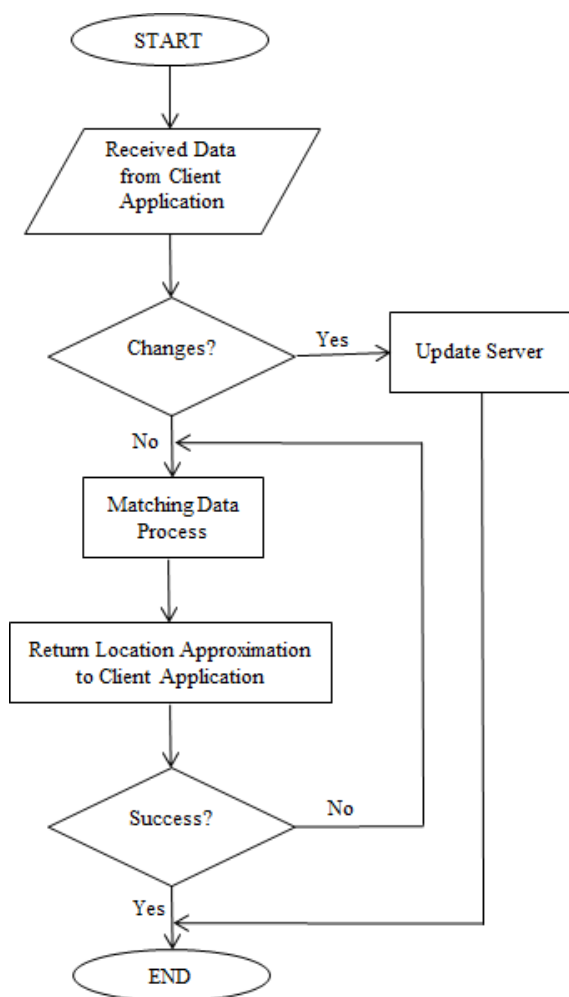 START
Received Data
from Client
Application
Changes?
Yes
Update Server
No
Matching Data
Process
Return Location Approximation
to Client Application
Success?
No
Yes
END